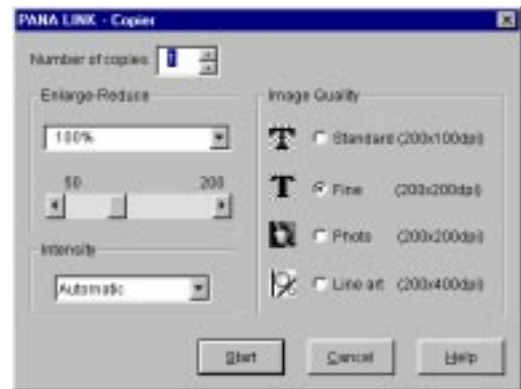 PANA LINK - Copier
Number of copies: 1
Enlarge-Reduce
100%
50 200
Intensity
Automatic
Image Quality
Standard (200x100dpi)
Fine (200x200dpi)
Photo (200x200dpi)
Line art (200x400dpi)
Start Cancel Help